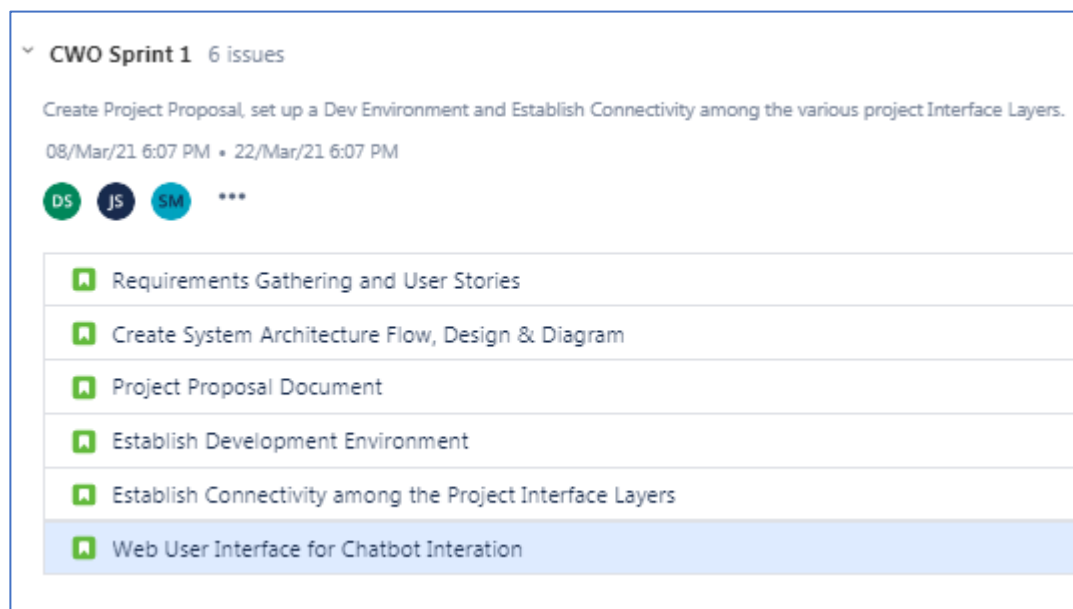 CWO Sprint 1 6 issues
Create Project Proposal, set up a Dev Environment and Establish Connectivity among the various project Interface Layers.
08/Mar/21 6:07 PM • 22/Mar/21 6:07 PM
DS JS SM •••
Requirements Gathering and User Stories
Create System Architecture Flow, Design & Diagram
Project Proposal Document
Establish Development Environment
Establish Connectivity among the Project Interface Layers
Web User Interface for Chatbot Interation